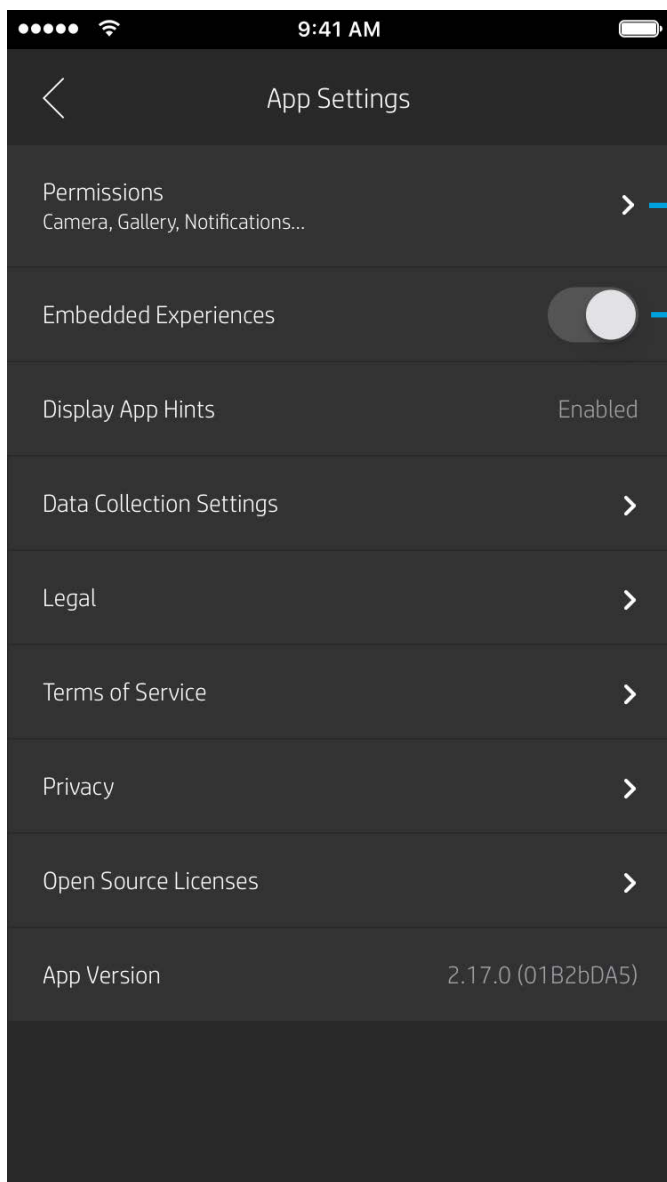 9:41 AM
App Settings
Permissions
Camera, Gallery, Notifications...
Embedded Experiences
Display App Hints Enabled
Data Collection Settings
Legal
Terms of Service
Privacy
Open Source Licenses
App Version 2.17.0 (01B2bDA5)